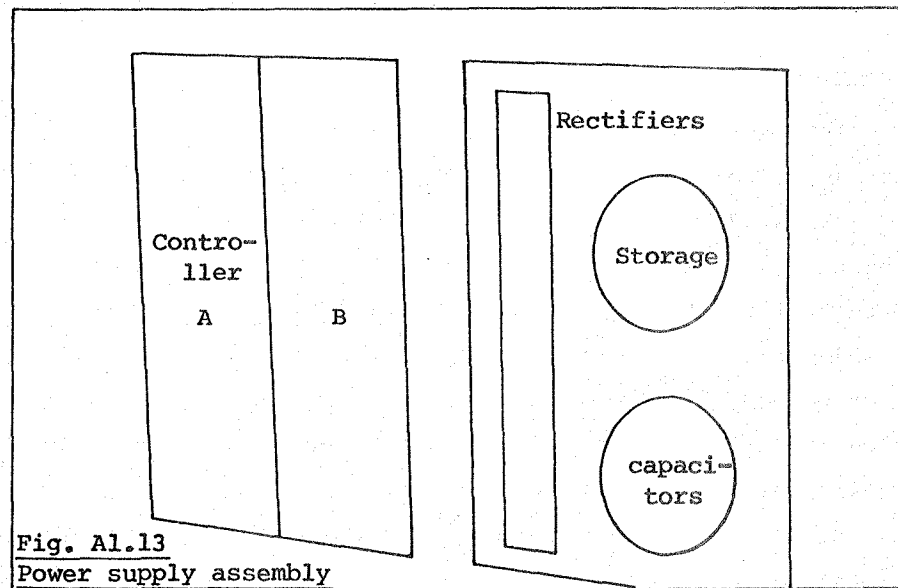 Rectifiers
Contro-
ller
A
B
Storage
capaci-
tors
Fig. A1.13
Power supply assembly